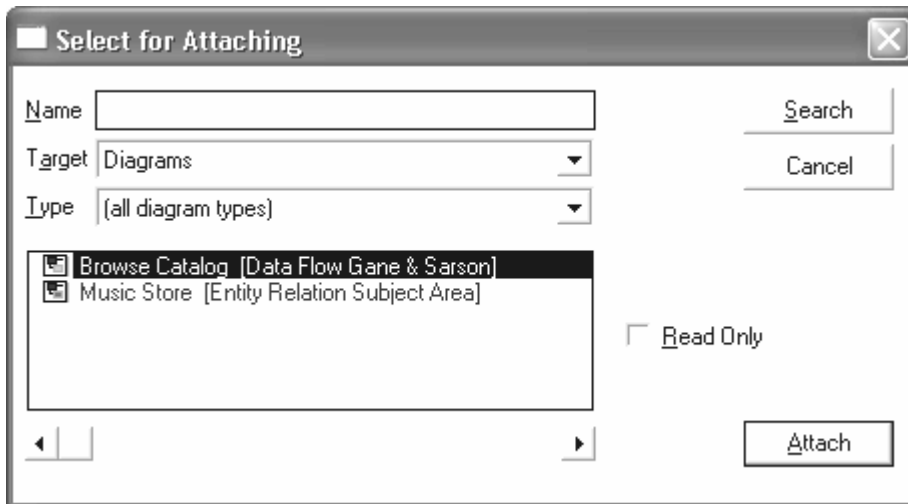 Select for Attaching
Name
Search
Target Diagrams
Cancel
Type (all diagram types)
Browse Catalog [Data Flow Gane & Sarson]
Music Store [Entity Relation Subject Area]
Read Only
Attach